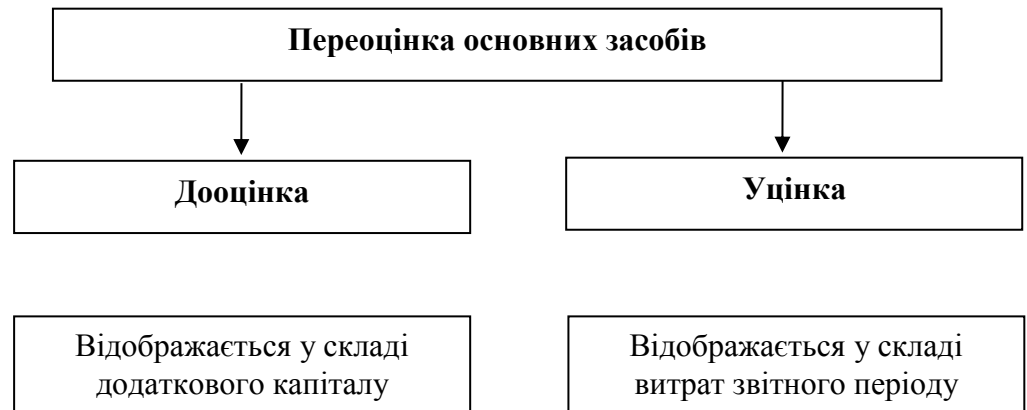 Переоцінка основних засобів
Дооцінка
Уцінка
Відображається у складі
додаткового капіталу
Відображається у складі
витрат звітного періоду